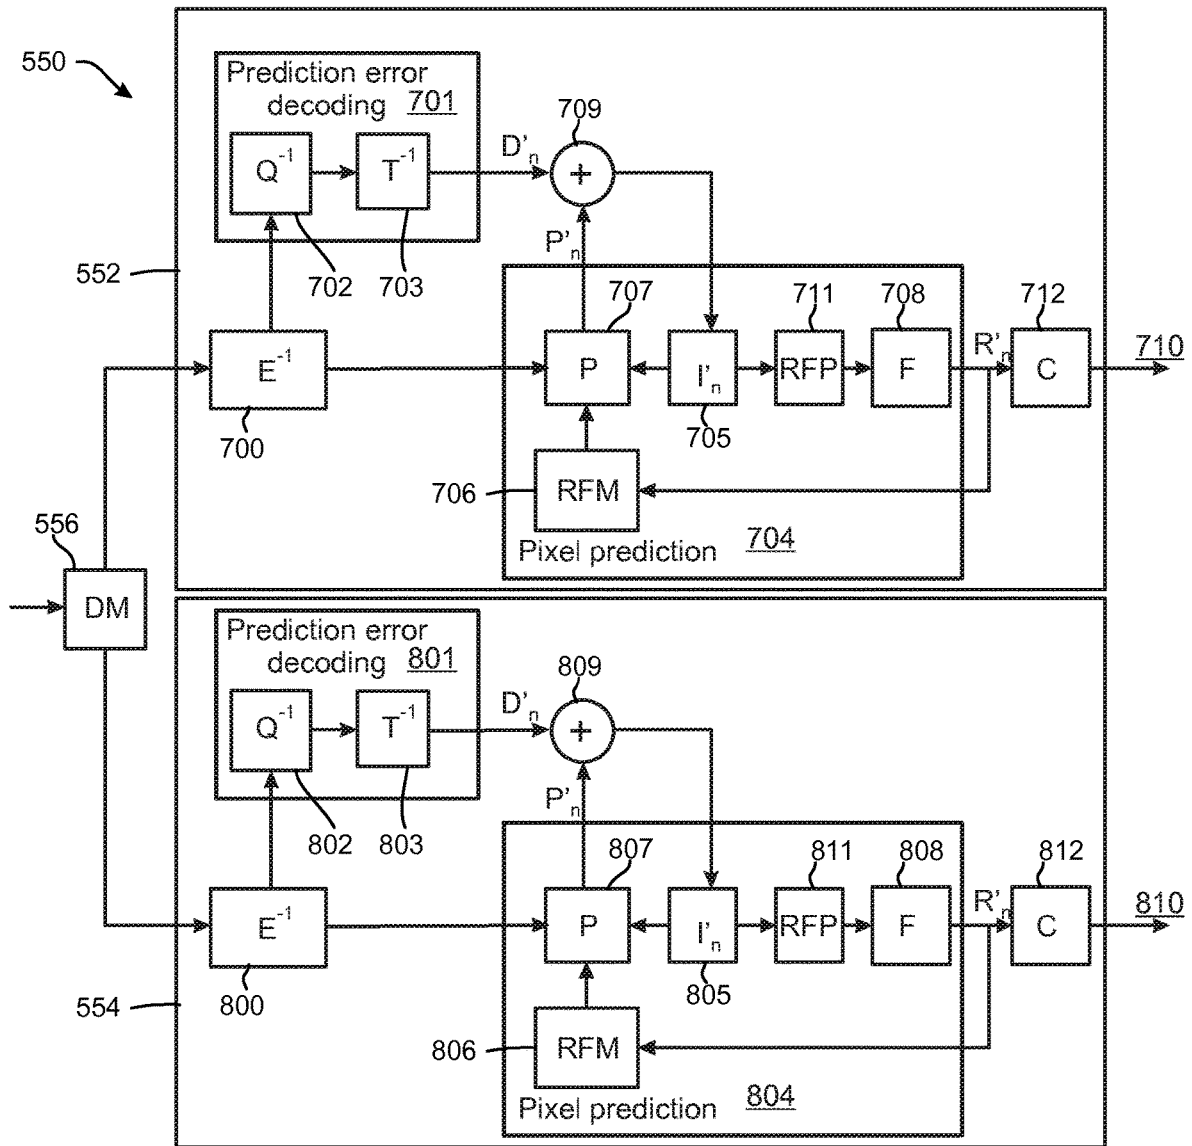 550
Prediction error
decoding 701
Q⁻¹
T⁻¹
D'ₙ
709
+
P'ₙ
552
702
703
707
711
708
712
E⁻¹
P
I'ₙ
RFP
F
R'ₙ
C
710
700
705
706
RFM
Pixel prediction 704
556
DM
Prediction error
decoding 801
Q⁻¹
T⁻¹
D'ₙ
809
+
P'ₙ
802
803
807
811
808
812
E⁻¹
P
I'ₙ
RFP
F
R'ₙ
C
810
554
800
805
806
RFM
Pixel prediction 804